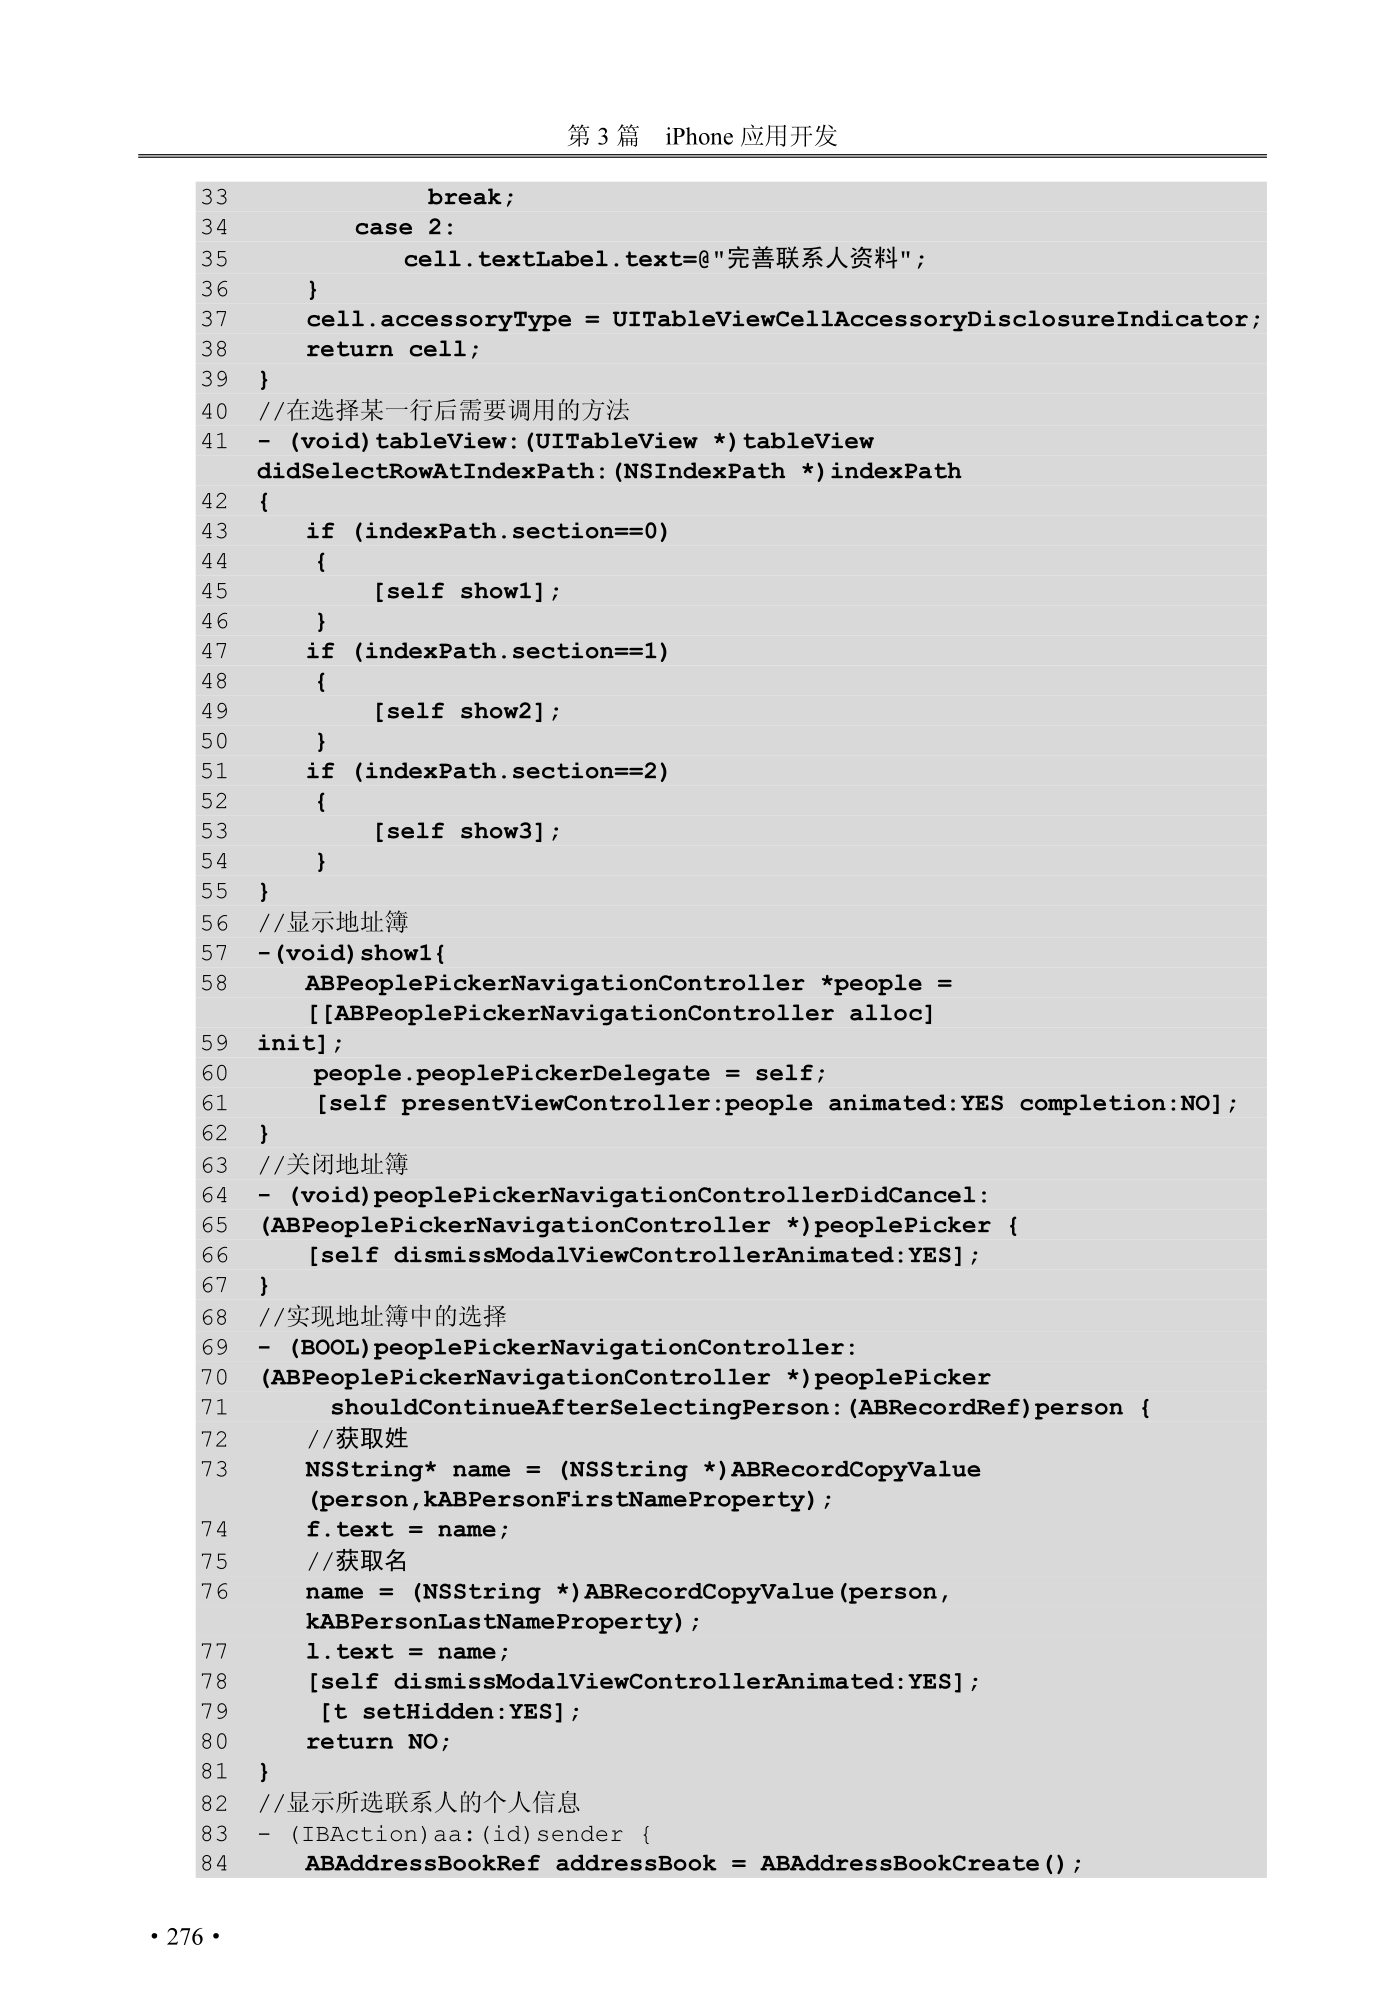 第 3 篇　iPhone 应用开发
33 break;
34 case 2:
35 cell.textLabel.text=@"完善联系人资料";
36 }
37 cell.accessoryType = UITableViewCellAccessoryDisclosureIndicator;
38 return cell;
39 }
40 //在选择某一行后需要调用的方法
41 - (void)tableView:(UITableView *)tableView
didSelectRowAtIndexPath:(NSIndexPath *)indexPath
42 {
43 if (indexPath.section==0)
44 {
45 [self show1];
46 }
47 if (indexPath.section==1)
48 {
49 [self show2];
50 }
51 if (indexPath.section==2)
52 {
53 [self show3];
54 }
55 }
56 //显示地址簿
57 -(void)show1{
58 ABPeoplePickerNavigationController *people =
[[ABPeoplePickerNavigationController alloc]
59 init];
60 people.peoplePickerDelegate = self;
61 [self presentViewController:people animated:YES completion:NO];
62 }
63 //关闭地址簿
64 - (void)peoplePickerNavigationControllerDidCancel:
65 (ABPeoplePickerNavigationController *)peoplePicker {
66 [self dismissModalViewControllerAnimated:YES];
67 }
68 //实现地址簿中的选择
69 - (BOOL)peoplePickerNavigationController:
70 (ABPeoplePickerNavigationController *)peoplePicker
71 shouldContinueAfterSelectingPerson:(ABRecordRef)person {
72 //获取姓
73 NSString* name = (NSString *)ABRecordCopyValue
(person,kABPersonFirstNameProperty);
74 f.text = name;
75 //获取名
76 name = (NSString *)ABRecordCopyValue(person,
kABPersonLastNameProperty);
77 l.text = name;
78 [self dismissModalViewControllerAnimated:YES];
79 [t setHidden:YES];
80 return NO;
81 }
82 //显示所选联系人的个人信息
83 - (IBAction)aa:(id)sender {
84 ABAddressBookRef addressBook = ABAddressBookCreate();
• 276 •